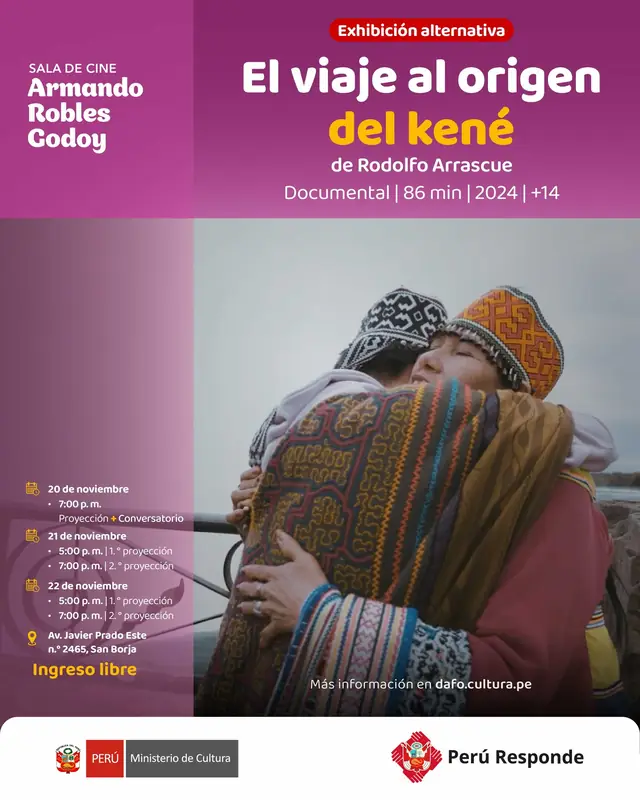 SALA DE CINE
Armando
Robles
Godoy
Exhibición alternativa
El viaje al origen
del kené
de Rodolfo Arrascue
Documental | 86 min | 2024 | +14
20 de noviembre
• 7:00 p. m.
Proyección + Conversatorio
21 de noviembre
• 5:00 p. m. | 1.ª proyección
• 7:00 p. m. | 2.ª proyección
22 de noviembre
• 5:00 p. m. | 1.ª proyección
• 7:00 p. m. | 2.ª proyección
Av. Javier Prado Este
n.° 2465, San Borja
Ingreso libre
Más información en dafo.cultura.pe
PERÚ
Ministerio de Cultura
Perú Responde